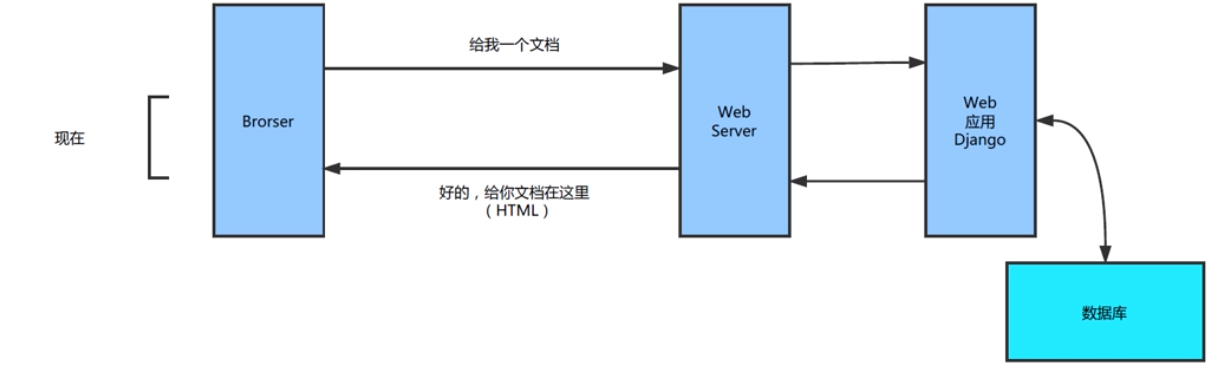 给我一个文档
现在
Brorser
Web
Server
Web
应用
Django
好的，给你文档在这里
（HTML）
数据库